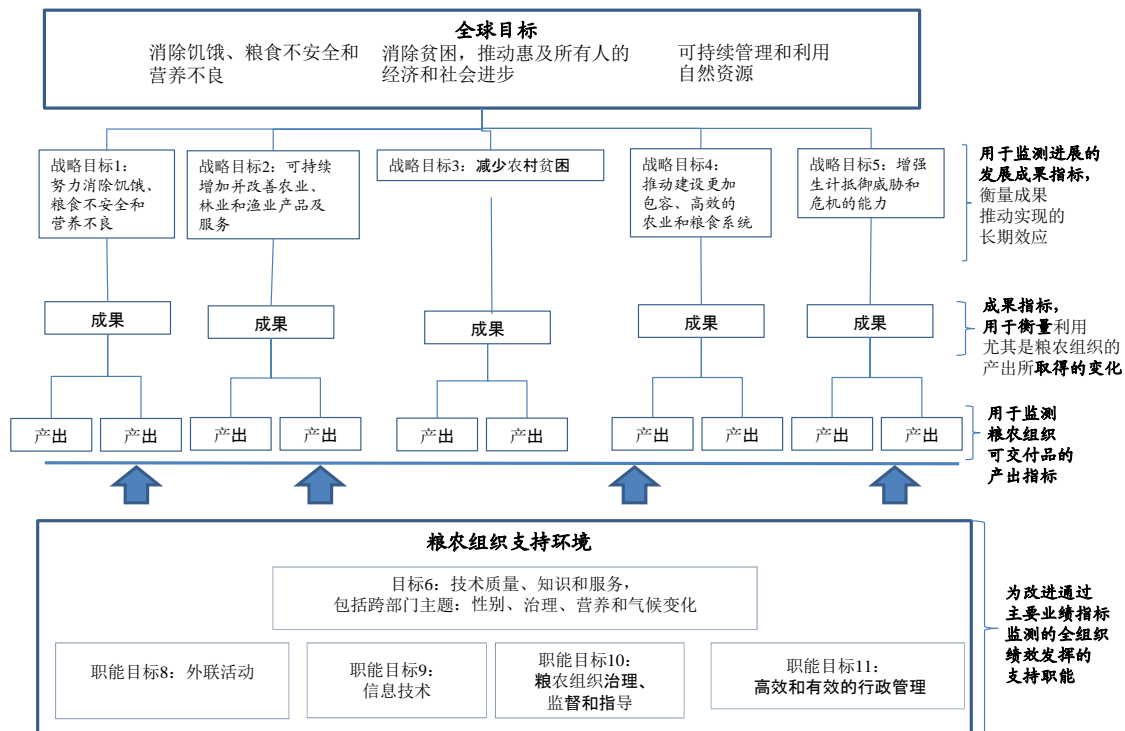 全球目标
消除饥饿、粮食不安全和
营养不良
消除贫困，推动惠及所有人的
经济和社会进步
可持续管理和利用
自然资源
战略目标1：
努力消除饥饿、
粮食不安全和
营养不良
战略目标2：可持续
增加并改善农业、
林业和渔业产品及
服务
战略目标3：减少农村贫困
战略目标4：
推动建设更加
包容、高效的
农业和粮食系统
战略目标5：增强
生计抵御威胁和
危机的能力
用于监测进展的
发展成果指标，
衡量成果
推动实现的
长期效应
成果
成果
成果
成果
成果
成果指标，
用于衡量利用
尤其是粮农组织的
产出所取得的变化
产出
产出
产出
产出
产出
产出
产出
产出
产出
产出
用于监测
粮农组织
可交付品的
产出指标
粮农组织支持环境
目标6：技术质量、知识和服务，
包括跨部门主题：性别、治理、营养和气候变化
职能目标8：外联活动
职能目标9：
信息技术
职能目标10：
粮农组织治理、
监督和指导
职能目标11：
高效和有效的行政管理
为改进通过
主要业绩指标
监测的全组织
绩效发挥的
支持职能